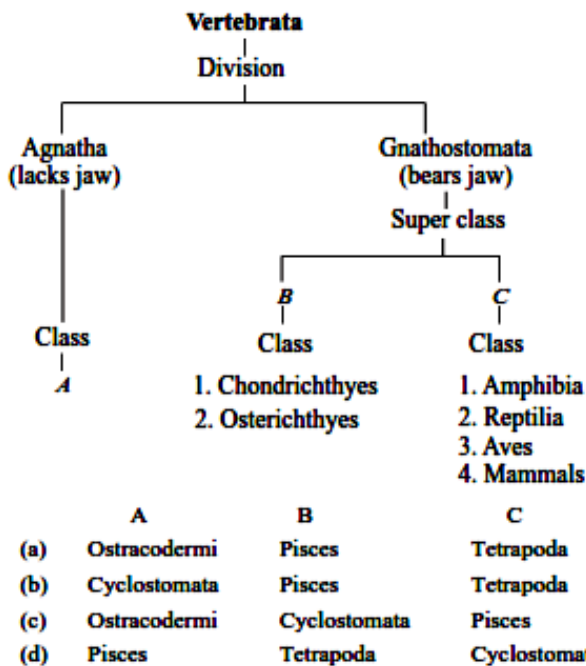 Vertebrata
Division
Agnatha
(lacks jaw)
Gnathostomata
(bears jaw)
Super class
B
C
Class
Class
Class
A
1. Chondrichthyes
2. Osterichthyes
1. Amphibia
2. Reptilia
3. Aves
4. Mammals
A B C
(a) Ostracodermi Pisces Tetrapoda
(b) Cyclostomata Pisces Tetrapoda
(c) Ostracodermi Cyclostomata Pisces
(d) Pisces Tetrapoda Cyclostoma